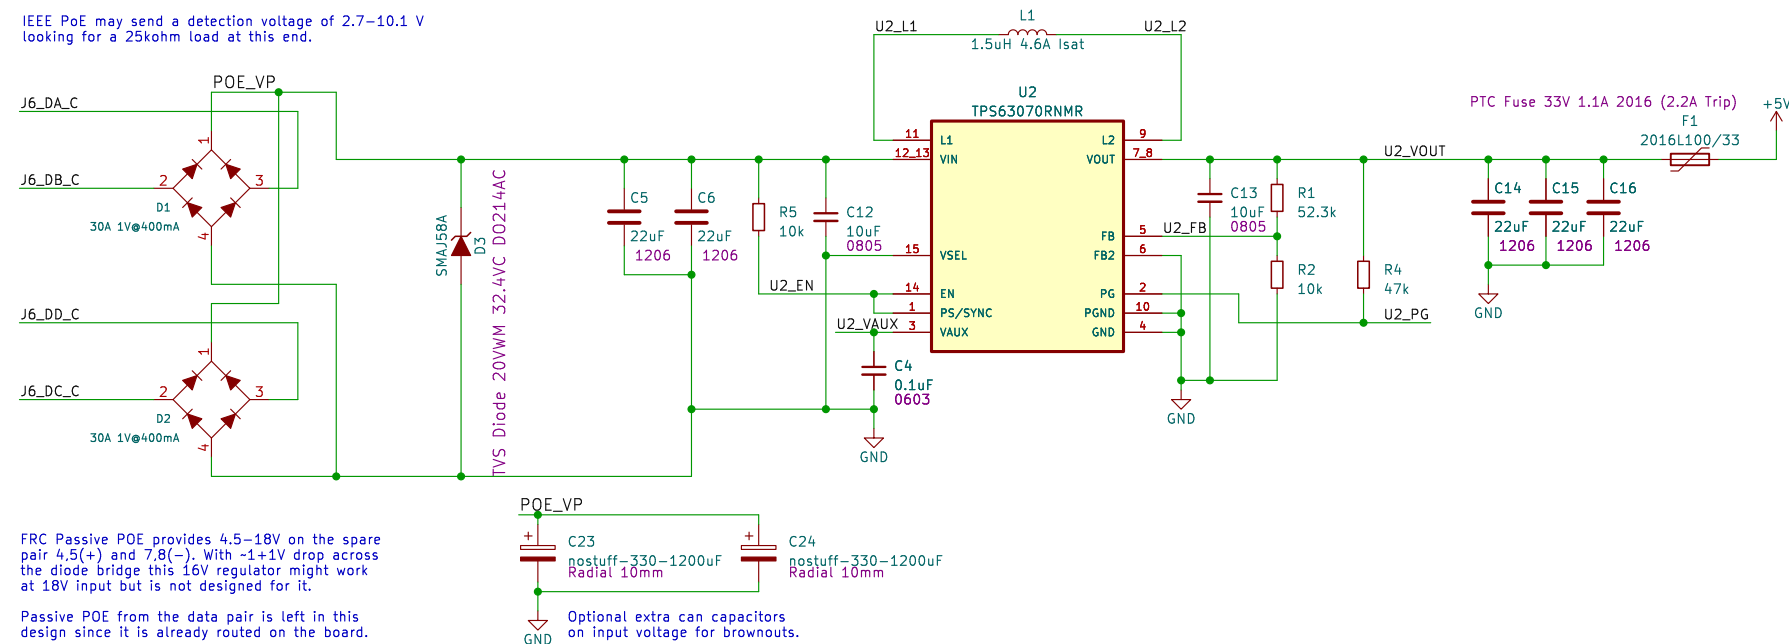 IEEE PoE may send a detection voltage of 2.7-10.1 V
looking for a 25kohm load at this end.
POE_VP
J6_DA_C
J6_DB_C
1
2
3
4
D1
30A 1V@400mA
J6_DD_C
J6_DC_C
1
2
3
4
D2
30A 1V@400mA
SMAJ58A
D3
TVS Diode 20VWM 32.4VC DO214AC
C5
22uF
1206
C6
22uF
1206
R5
10k
C12
10uF
0805
U2_EN
U2_VAUX
C4
0.1uF
0603
GND
U2_L1
L1
1.5uH 4.6A Isat
U2_L2
U2
TPS63070RNMR
11
L1
12_13
VIN
15
VSEL
14
EN
1
PS/SYNC
3
VAUX
9
L2
7_8
VOUT
5
FB
6
FB2
2
PG
10
PGND
4
GND
U2_FB
C13
10uF
0805
R1
52.3k
R2
10k
R4
47k
U2_PG
GND
U2_VOUT
C14
22uF
1206
C15
22uF
1206
C16
22uF
1206
GND
PTC Fuse 33V 1.1A 2016 (2.2A Trip)
F1
2016L100/33
+5V
POE_VP
C23
nostuff-330-1200uF
Radial 10mm
C24
nostuff-330-1200uF
Radial 10mm
GND
Optional extra can capacitors
on input voltage for brownouts.
FRC Passive POE provides 4.5-18V on the spare
pair 4,5(+) and 7,8(-). With ~1+1V drop across
the diode bridge this 16V regulator might work
at 18V input but is not designed for it.
Passive POE from the data pair is left in this
design since it is already routed on the board.